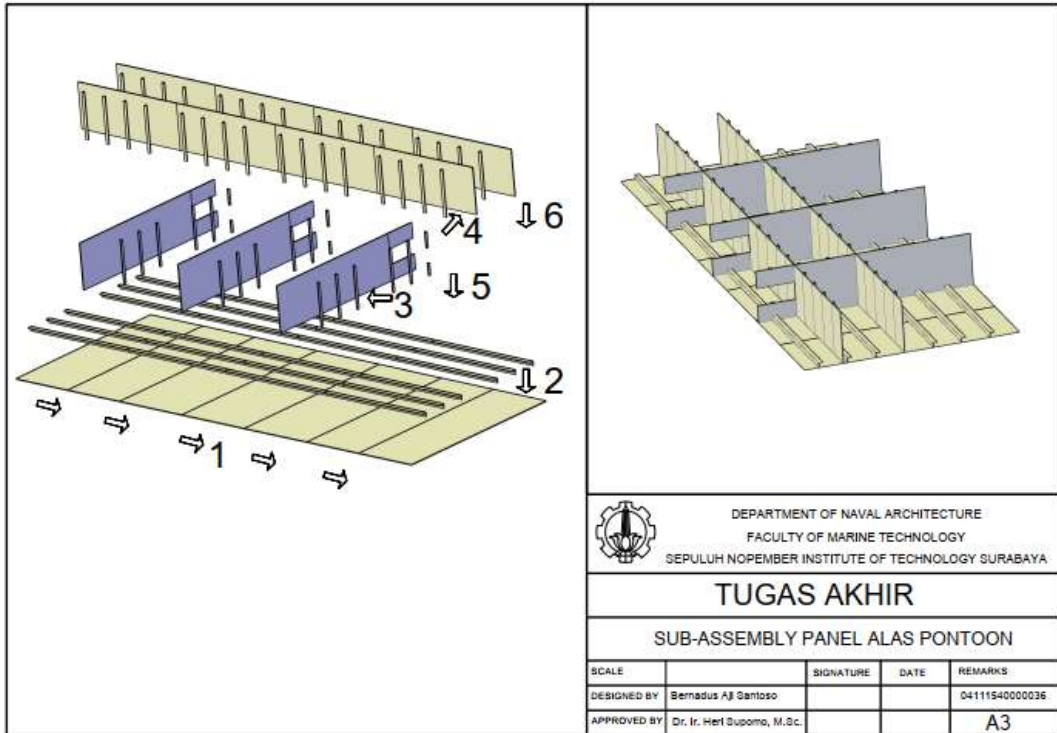 4
6
5
3
2
1
DEPARTMENT OF NAVAL ARCHITECTURE
FACULTY OF MARINE TECHNOLOGY
SEPULUH NOPEMBER INSTITUTE OF TECHNOLOGY SURABAYA
TUGAS AKHIR
SUB-ASSEMBLY PANEL ALAS PONTOON
SCALE SIGNATURE DATE REMARKS
DESIGNED BY Bernadus Aji Santoso 04111540000036
APPROVED BY Dr. Ir. Heri Supomo, M.Sc. A3